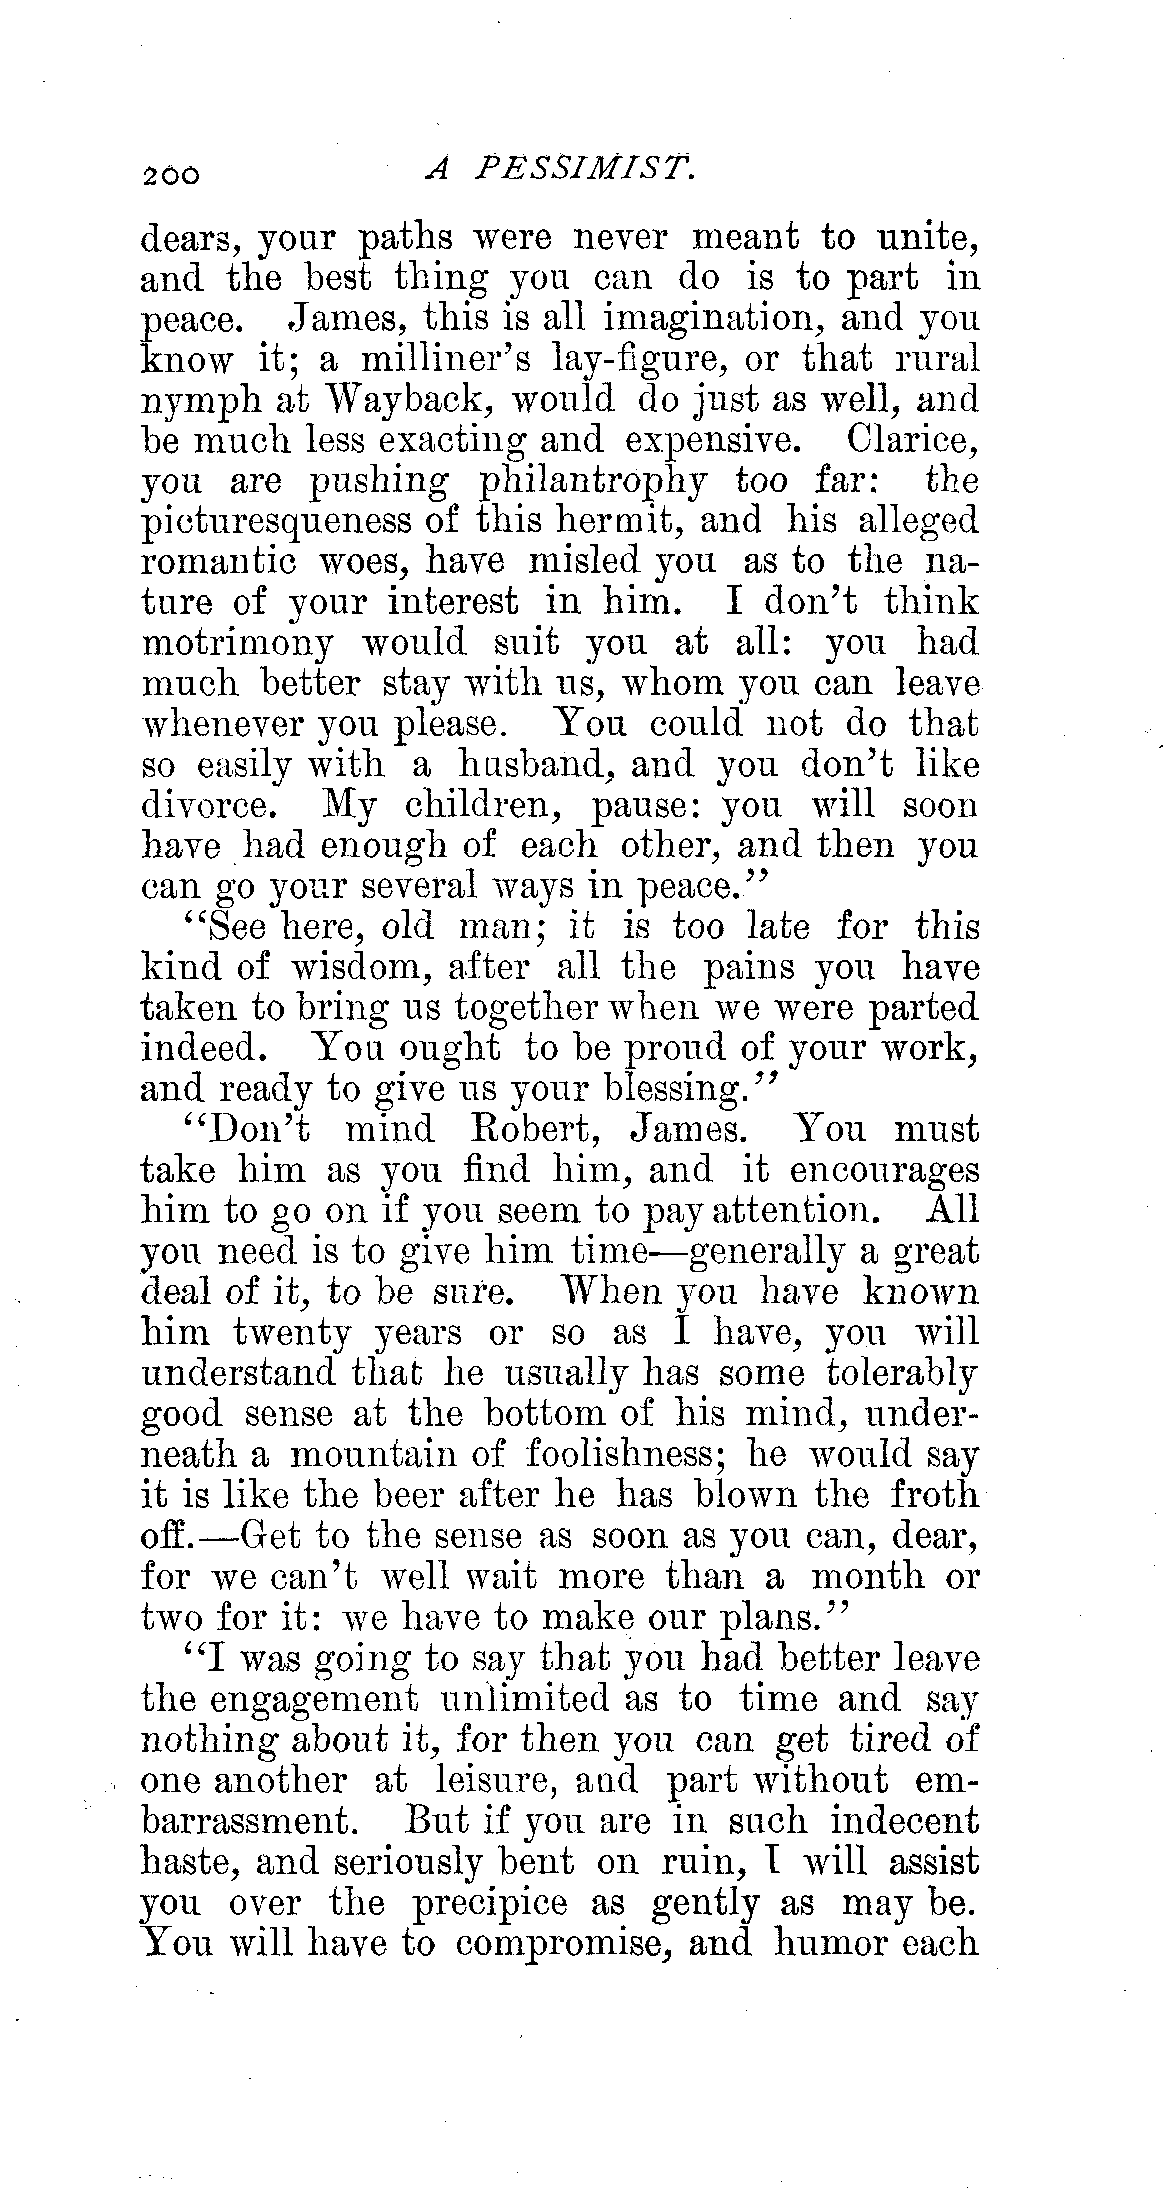 200 A PESSIMIST.
dears, your paths were never meant to unite,
and the best thing you can do is to part in
peace. James, this is all imagination, and you
know it; a milliner's lay-figure, or that rural
nymph at Wayback, would do just as well, and
be much less exacting and expensive. Clarice,
you are pushing philantrophy too far: the
picturesqueness of this hermit, and his alleged
romantic woes, have misled you as to the na-
ture of your interest in him. I don't think
motrimony would suit you at all: you had
much better stay with us, whom you can leave
whenever you please. You could not do that
so easily with a husband, and you don't like
divorce. My children, pause: you will soon
have had enough of each other, and then you
can go your several ways in peace."
"See here, old man; it is too late for this
kind of wisdom, after all the pains you have
taken to bring us together when we were parted
indeed. You ought to be proud of your work,
and ready to give us your blessing."
"Don't mind Robert, James. You must
take him as you find him, and it encourages
him to go on if you seem to pay attention. All
you need is to give him time—generally a great
deal of it, to be sure. When you have known
him twenty years or so as I have, you will
understand that he usually has some tolerably
good sense at the bottom of his mind, under-
neath a mountain of foolishness; he would say
it is like the beer after he has blown the froth
off.—Get to the sense as soon as you can, dear,
for we can't well wait more than a month or
two for it: we have to make our plans."
"I was going to say that you had better leave
the engagement unlimited as to time and say
nothing about it, for then you can get tired of
one another at leisure, and part without em-
barrassment. But if you are in such indecent
haste, and seriously bent on ruin, I will assist
you over the precipice as gently as may be.
You will have to compromise, and humor each